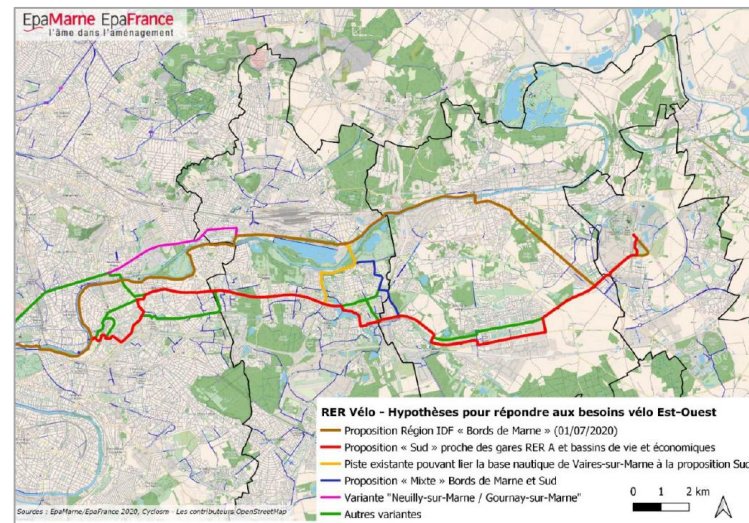 EpaMarne EpaFrance
l'âme dans l'aménagement
RER Vélo - Hypothèses pour répondre aux besoins vélo Est-Ouest
Proposition Région IDF « Bords de Marne » (01/07/2020)
Proposition « Sud » proche des gares RER A et bassins de vie et économiques
Piste existante pouvant lier la base nautique de Vaires-sur-Marne à la proposition Sud
Proposition « Mixte » Bords de Marne et Sud
Variante "Neuilly-sur-Marne / Gournay-sur-Marne"
Autres variantes
0 1 2 km
Sources : EpaMarne/EpaFrance 2020, Cyclosm - Les contributeurs OpenStreetMap